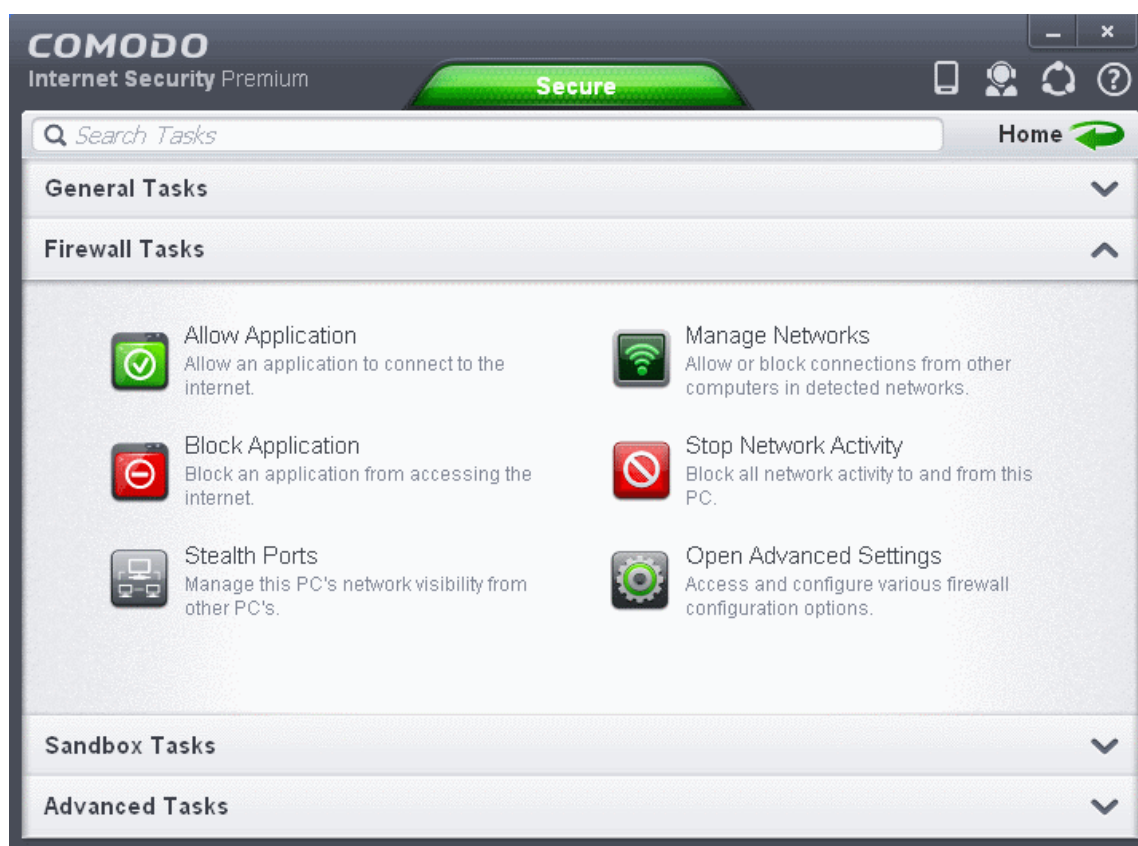 COMODO
Internet Security Premium
Secure
Search Tasks
Home
General Tasks
Firewall Tasks
Allow Application
Allow an application to connect to the
internet.
Manage Networks
Allow or block connections from other
computers in detected networks.
Block Application
Block an application from accessing the
internet.
Stop Network Activity
Block all network activity to and from this
PC.
Stealth Ports
Manage this PC's network visibility from
other PC's.
Open Advanced Settings
Access and configure various firewall
configuration options.
Sandbox Tasks
Advanced Tasks